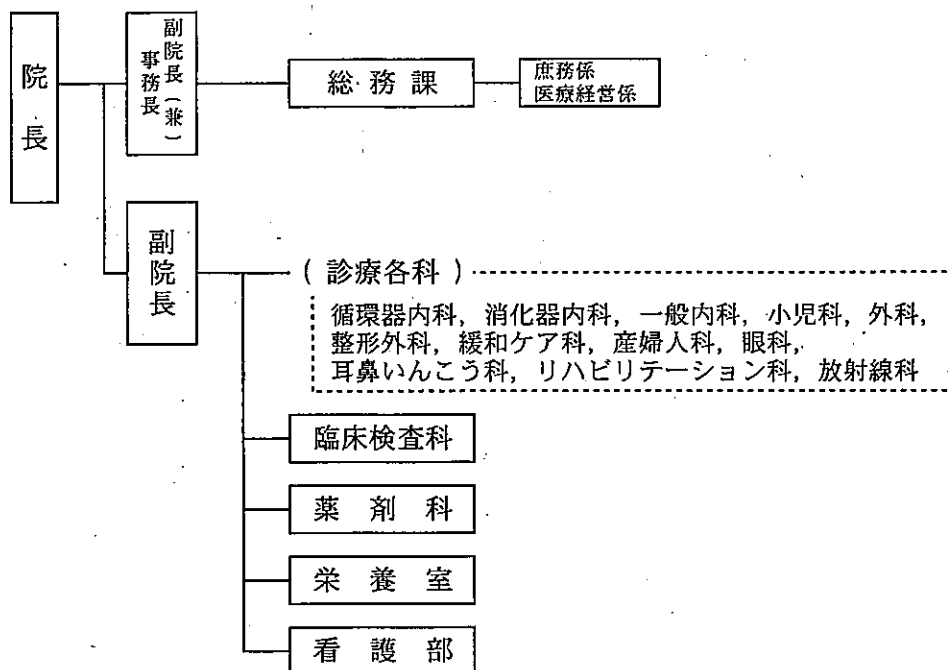 院長
副院長（兼）
事務長
総務課
庶務係
医療経営係
副院長
（診療各科）
循環器内科，消化器内科，一般内科，小児科，外科，
整形外科，緩和ケア科，産婦人科，眼科，
耳鼻いんこう科，リハビリテーション科，放射線科
臨床検査科
薬剤科
栄養室
看護部